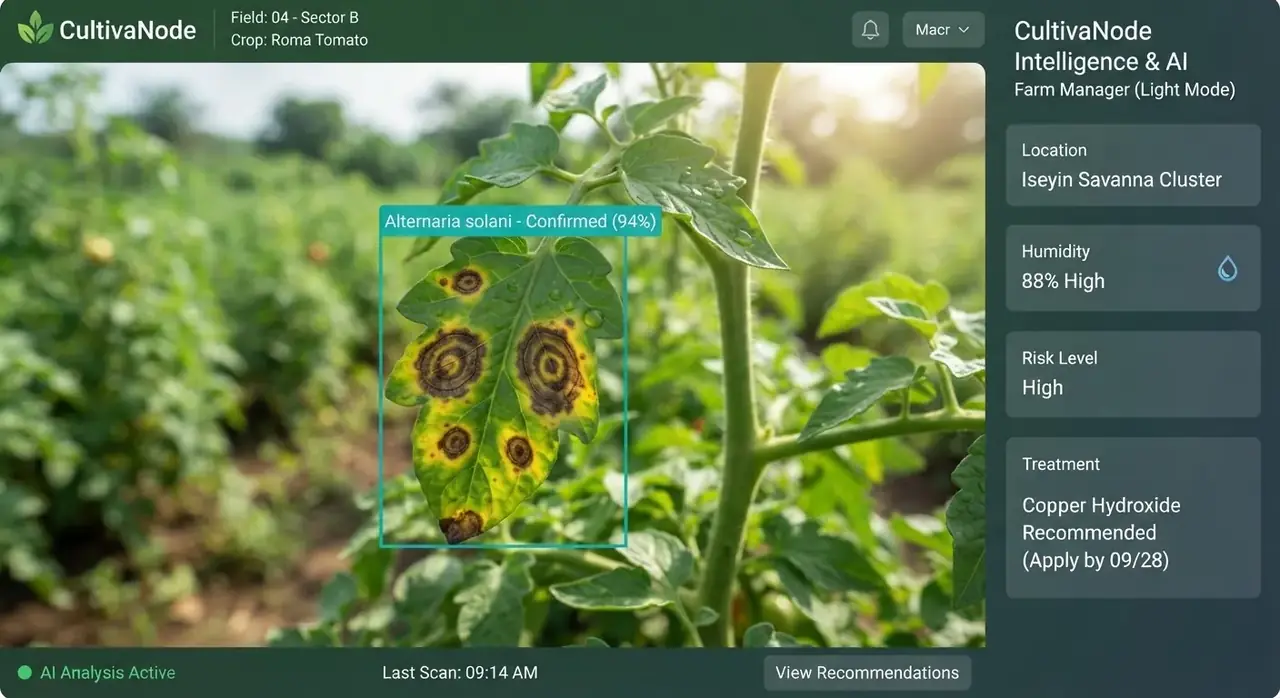 CultivaNode
Field: 04 - Sector B
Crop: Roma Tomato
Macr
CultivaNode
Intelligence & AI
Farm Manager (Light Mode)
Location
Iseyin Savanna Cluster
Humidity
88% High
Risk Level
High
Treatment
Copper Hydroxide
Recommended
(Apply by 09/28)
Alternaria solani - Confirmed (94%)
AI Analysis Active
Last Scan: 09:14 AM
View Recommendations